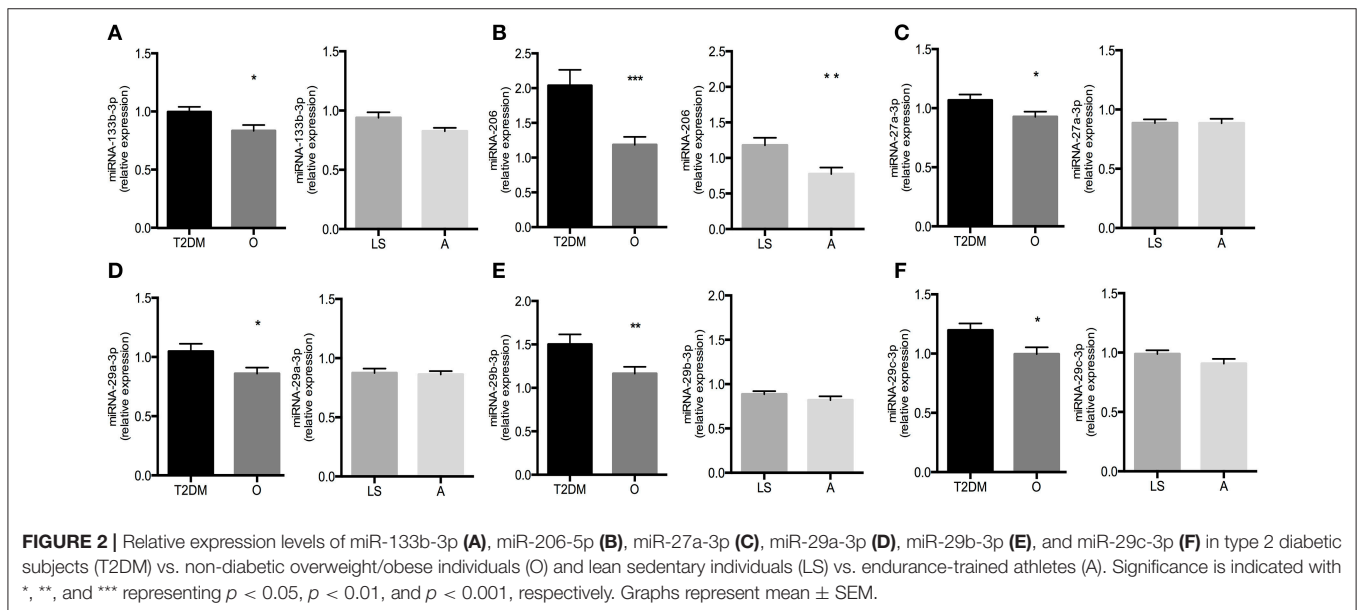 A
miRNA-133b-3p
(relative expression)
1.5
1.0
0.5
0.0
*
T2DM O
miRNA-133b-3p
(relative expression)
1.5
1.0
0.5
0.0
LS A
B
miRNA-206
(relative expression)
2.5
2.0
1.5
1.0
0.5
0.0
***
T2DM O
miRNA-206
(relative expression)
2.5
2.0
1.5
1.0
0.5
0.0
* *
LS A
C
miRNA-27a-3p
(relative expression)
1.5
1.0
0.5
0.0
*
T2DM O
miRNA-27a-3p
(relative expression)
1.5
1.0
0.5
0.0
LS A
D
miRNA-29a-3p
(relative expression)
1.5
1.0
0.5
0.0
*
T2DM O
miRNA-29a-3p
(relative expression)
1.5
1.0
0.5
0.0
LS A
E
miRNA-29b-3p
(relative expression)
2.0
1.5
1.0
0.5
0.0
**
T2DM O
miRNA-29b-3p
(relative expression)
2.0
1.5
1.0
0.5
0.0
LS A
F
miRNA-29c-3p
(relative expression)
1.5
1.0
0.5
0.0
*
T2DM O
miRNA-29c-3p
(relative expression)
1.5
1.0
0.5
0.0
LS A
FIGURE 2 | Relative expression levels of miR-133b-3p (A), miR-206-5p (B), miR-27a-3p (C), miR-29a-3p (D), miR-29b-3p (E), and miR-29c-3p (F) in type 2 diabetic
subjects (T2DM) vs. non-diabetic overweight/obese individuals (O) and lean sedentary individuals (LS) vs. endurance-trained athletes (A). Significance is indicated with
*, **, and *** representing p < 0.05, p < 0.01, and p < 0.001, respectively. Graphs represent mean ± SEM.